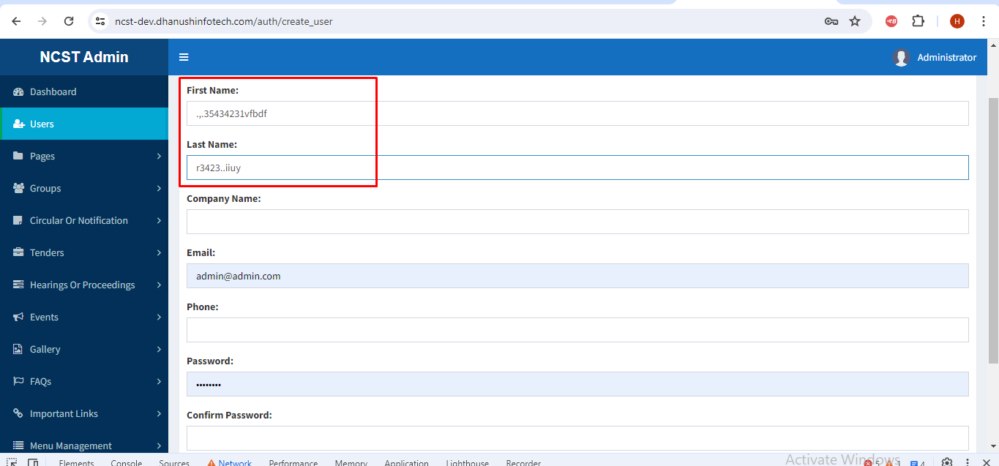 ncst-dev.dhanushinfotech.com/auth/create_user
H
NCST Admin
Administrator
Dashboard
Users
Pages
Groups
Circular Or Notification
Tenders
Hearings Or Proceedings
Events
Gallery
FAQs
Important Links
Menu Management
First Name:
.,.35434231vfbdf
Last Name:
r3423..iiuy
Company Name:
Email:
admin@admin.com
Phone:
Password:
••••••••
Confirm Password:
Activate Windows
Elements Console Sources Network Performance Memory Application Lighthouse Recorder 5 1 4